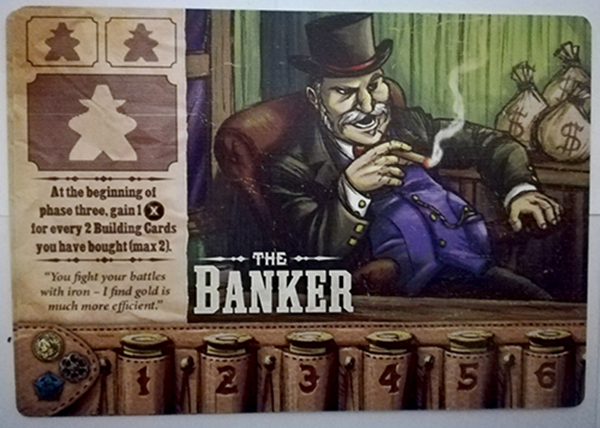 At the beginning of
phase three, gain 1 X
for every 2 Building Cards
you have bought (max 2).
"You fight your battles
with iron – I find gold is
much more efficient."
THE
BANKER
$ $
1 2 3 4 5 6